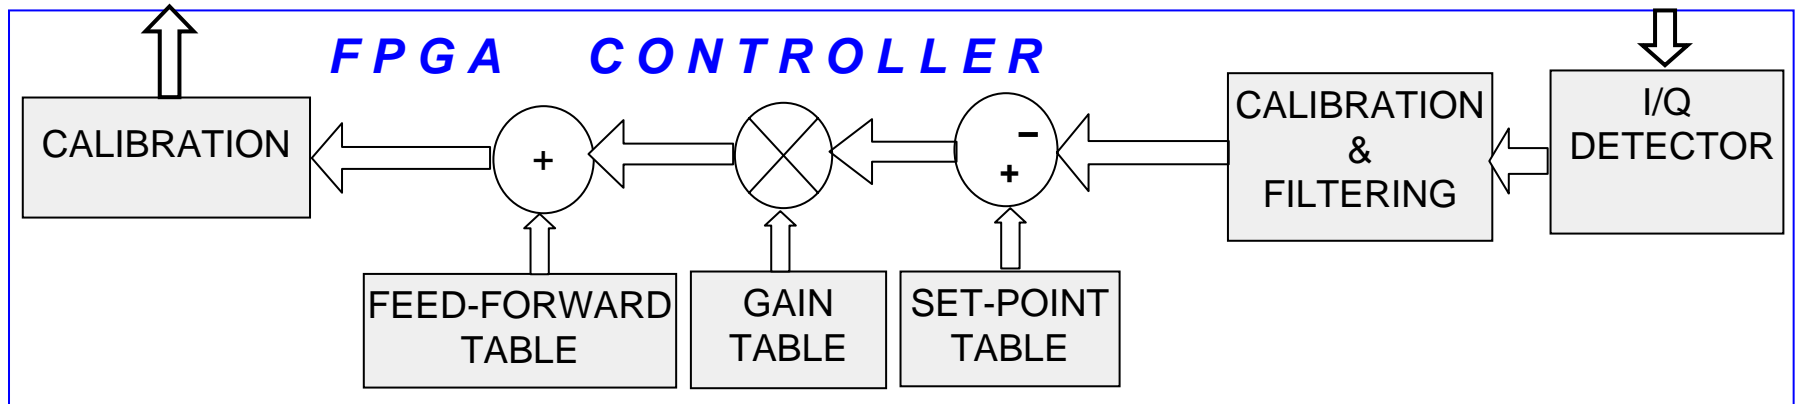 FPGA CONTROLLER
CALIBRATION
+
−
+
CALIBRATION
&
FILTERING
I/Q
DETECTOR
FEED-FORWARD
TABLE
GAIN
TABLE
SET-POINT
TABLE